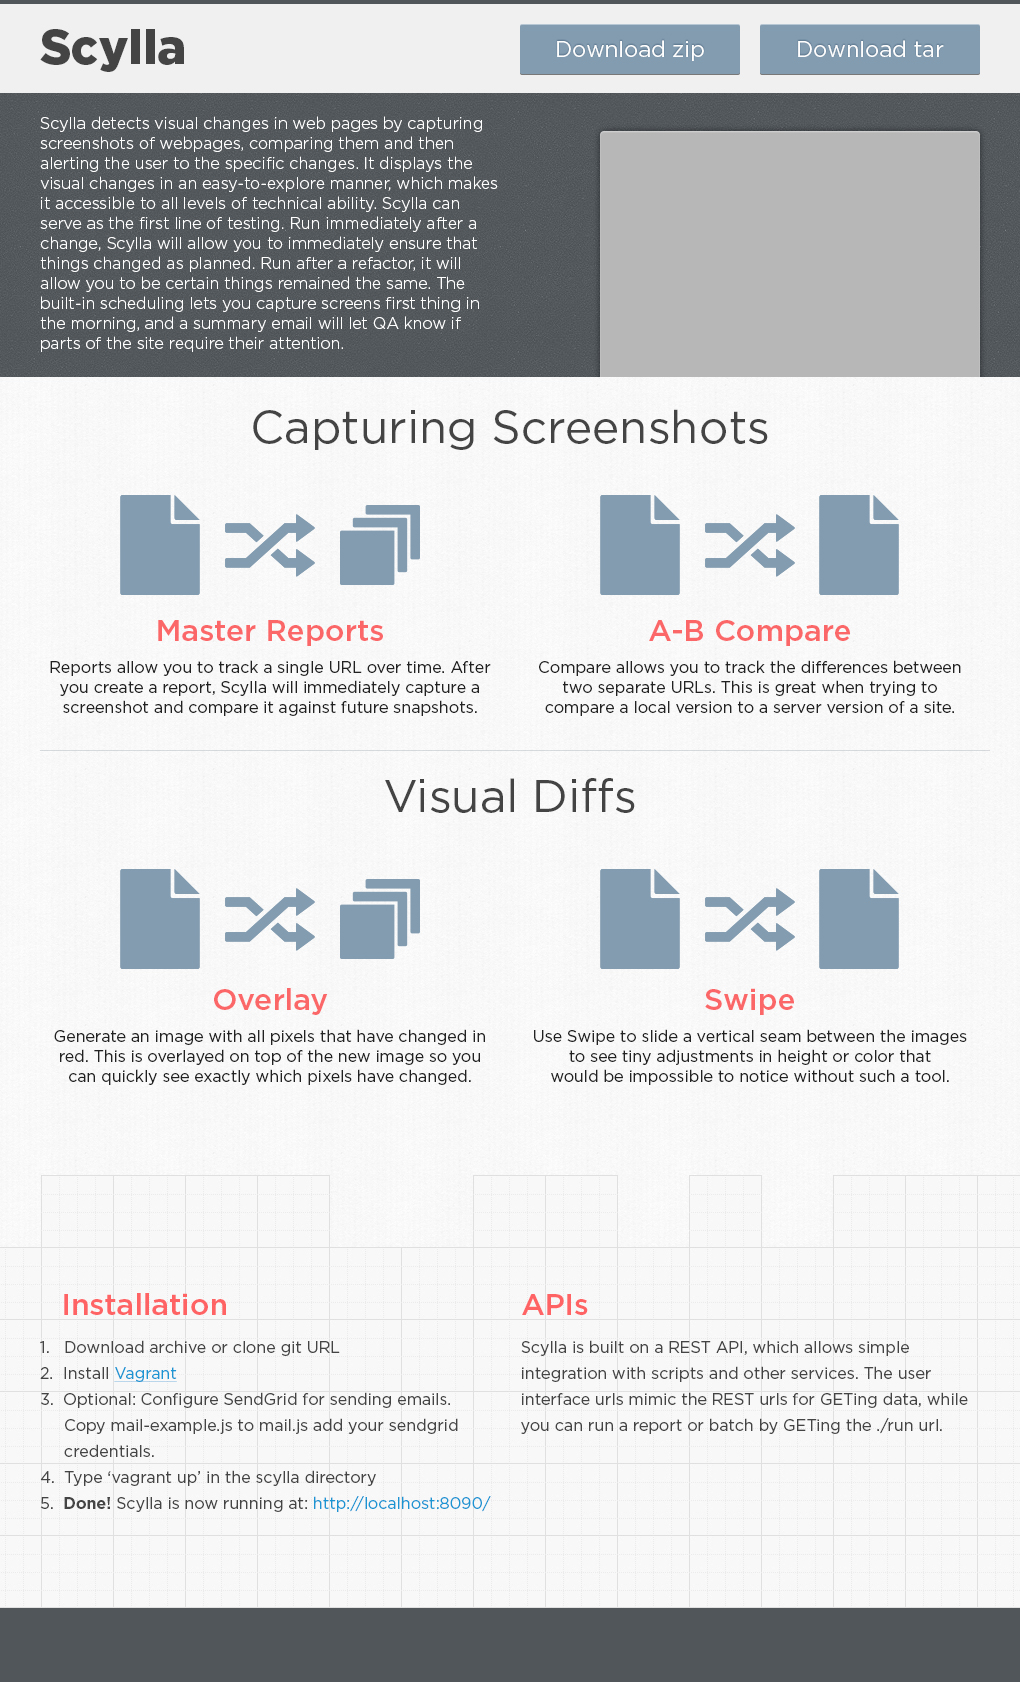 Scylla
Download zip
Download tar
Scylla detects visual changes in web pages by capturing
screenshots of webpages, comparing them and then
alerting the user to the specific changes. It displays the
visual changes in an easy-to-explore manner, which makes
it accessible to all levels of technical ability. Scylla can
serve as the first line of testing. Run immediately after a
change, Scylla will allow you to immediately ensure that
things changed as planned. Run after a refactor, it will
allow you to be certain things remained the same. The
built-in scheduling lets you capture screens first thing in
the morning, and a summary email will let QA know if
parts of the site require their attention.
Capturing Screenshots
Master Reports
Reports allow you to track a single URL over time. After
you create a report, Scylla will immediately capture a
screenshot and compare it against future snapshots.
A-B Compare
Compare allows you to track the differences between
two separate URLs. This is great when trying to
compare a local version to a server version of a site.
Visual Diffs
Overlay
Generate an image with all pixels that have changed in
red. This is overlayed on top of the new image so you
can quickly see exactly which pixels have changed.
Swipe
Use Swipe to slide a vertical seam between the images
to see tiny adjustments in height or color that
would be impossible to notice without such a tool.
Installation
1. Download archive or clone git URL
2. Install Vagrant
3. Optional: Configure SendGrid for sending emails.
Copy mail-example.js to mail.js add your sendgrid
credentials.
4. Type ‘vagrant up’ in the scylla directory
5. Done! Scylla is now running at: http://localhost:8090/
APIs
Scylla is built on a REST API, which allows simple
integration with scripts and other services. The user
interface urls mimic the REST urls for GETing data, while
you can run a report or batch by GETing the ./run url.